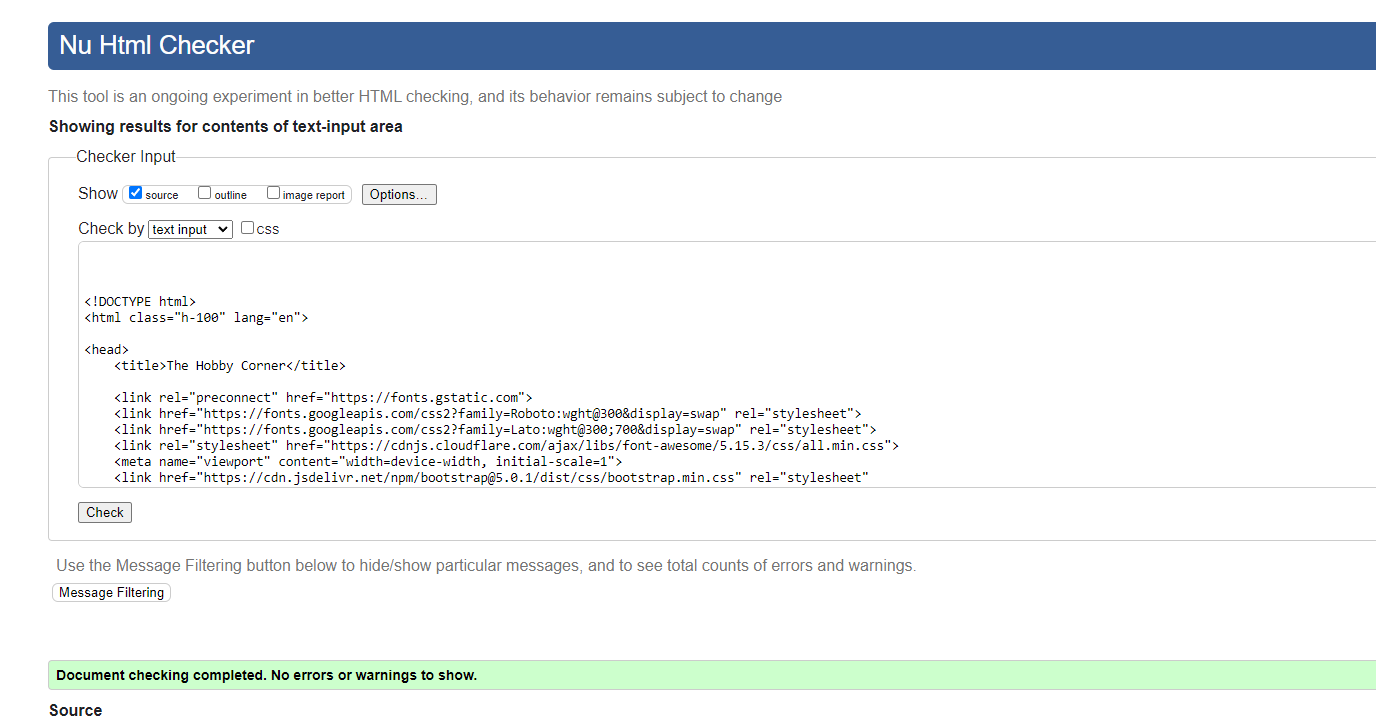 Nu Html Checker
This tool is an ongoing experiment in better HTML checking, and its behavior remains subject to change
Showing results for contents of text-input area
Checker Input
Show source outline image report Options...
Check by text input css
<!DOCTYPE html>
<html class="h-100" lang="en">
<head>
<title>The Hobby Corner</title>
<link rel="preconnect" href="https://fonts.gstatic.com">
<link href="https://fonts.googleapis.com/css2?family=Roboto:wght@300&display=swap" rel="stylesheet">
<link href="https://fonts.googleapis.com/css2?family=Lato:wght@300;700&display=swap" rel="stylesheet">
<link rel="stylesheet" href="https://cdnjs.cloudflare.com/ajax/libs/font-awesome/5.15.3/css/all.min.css">
<meta name="viewport" content="width=device-width, initial-scale=1">
<link href="https://cdn.jsdelivr.net/npm/bootstrap@5.0.1/dist/css/bootstrap.min.css" rel="stylesheet"
Check
Use the Message Filtering button below to hide/show particular messages, and to see total counts of errors and warnings.
Message Filtering
Document checking completed. No errors or warnings to show.
Source